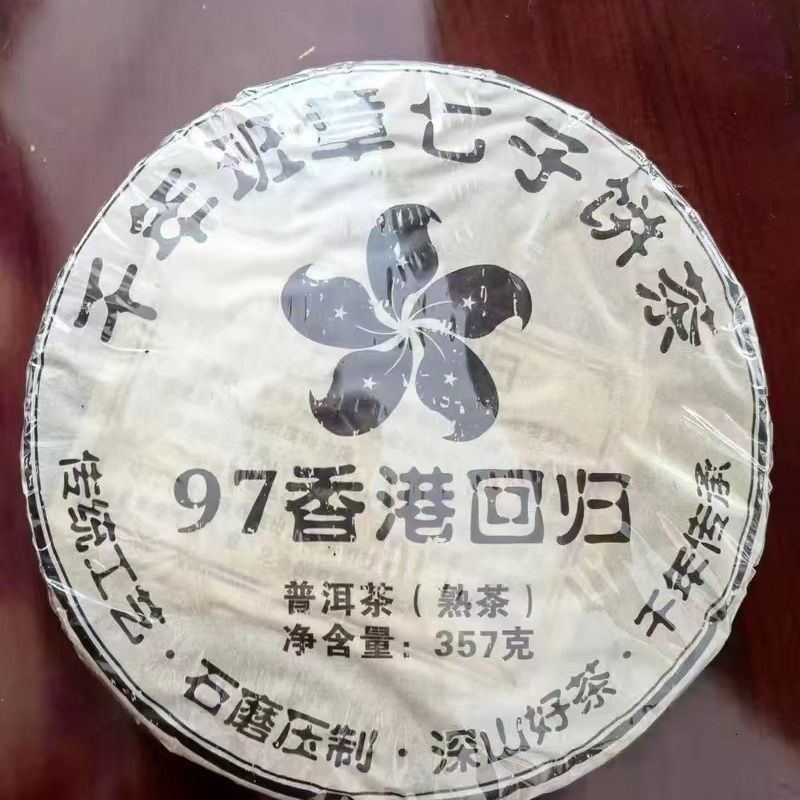 千年班章七子饼茶
97香港回归
普洱茶（熟茶）
净含量：357克
传统工艺·石磨压制·深山好茶·千年传承